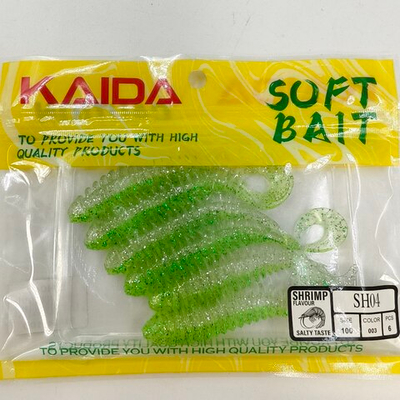 KAIDA
SOFT
BAIT
TO PROVIDE YOU WITH HIGH
QUALITY PRODUCTS
SHRIMP
FLAVOUR
SALTY TASTE
SH04
SIZE
COLOR
PCS
100
003
6
TO PROVIDE YOU WITH HIGH QUALITY PRODUCTS